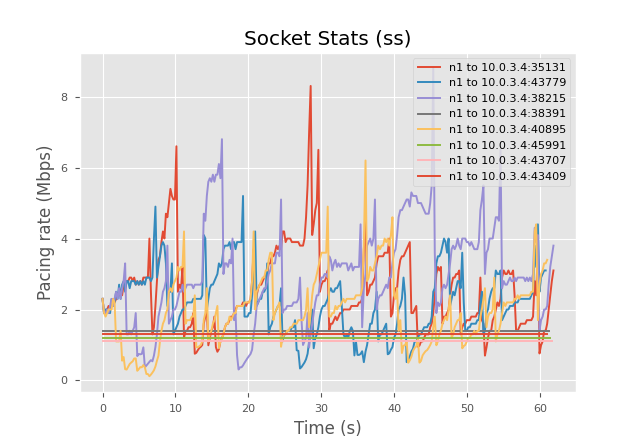 Socket Stats (ss)
n1 to 10.0.3.4:35131
n1 to 10.0.3.4:43779
n1 to 10.0.3.4:38215
n1 to 10.0.3.4:38391
n1 to 10.0.3.4:40895
n1 to 10.0.3.4:45991
n1 to 10.0.3.4:43707
n1 to 10.0.3.4:43409
Pacing rate (Mbps)
8
6
4
2
0
0 10 20 30 40 50 60
Time (s)